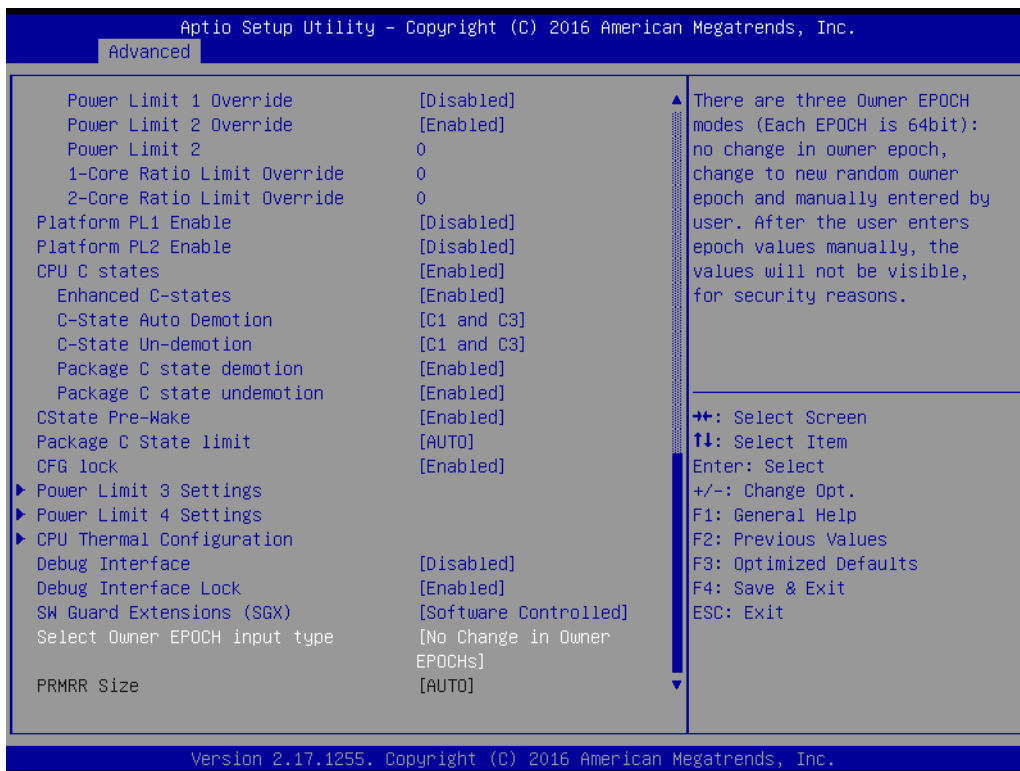 Aptio Setup Utility – Copyright (C) 2016 American Megatrends, Inc.
Advanced
Power Limit 1 Override [Disabled]
Power Limit 2 Override [Enabled]
Power Limit 2 0
1-Core Ratio Limit Override 0
2-Core Ratio Limit Override 0
Platform PL1 Enable [Disabled]
Platform PL2 Enable [Disabled]
CPU C states [Enabled]
Enhanced C-states [Enabled]
C-State Auto Demotion [C1 and C3]
C-State Un-demotion [C1 and C3]
Package C state demotion [Enabled]
Package C state undemotion [Enabled]
CState Pre-Wake [Enabled]
Package C State limit [AUTO]
CFG lock [Enabled]
Power Limit 3 Settings
Power Limit 4 Settings
CPU Thermal Configuration
Debug Interface [Disabled]
Debug Interface Lock [Enabled]
SW Guard Extensions (SGX) [Software Controlled]
Select Owner EPOCH input type [No Change in Owner
EPOCHs]
PRMRR Size [AUTO]
There are three Owner EPOCH
modes (Each EPOCH is 64bit):
no change in owner epoch,
change to new random owner
epoch and manually entered by
user. After the user enters
epoch values manually, the
values will not be visible,
for security reasons.
→←: Select Screen
↑↓: Select Item
Enter: Select
+/-: Change Opt.
F1: General Help
F2: Previous Values
F3: Optimized Defaults
F4: Save & Exit
ESC: Exit
Version 2.17.1255. Copyright (C) 2016 American Megatrends, Inc.